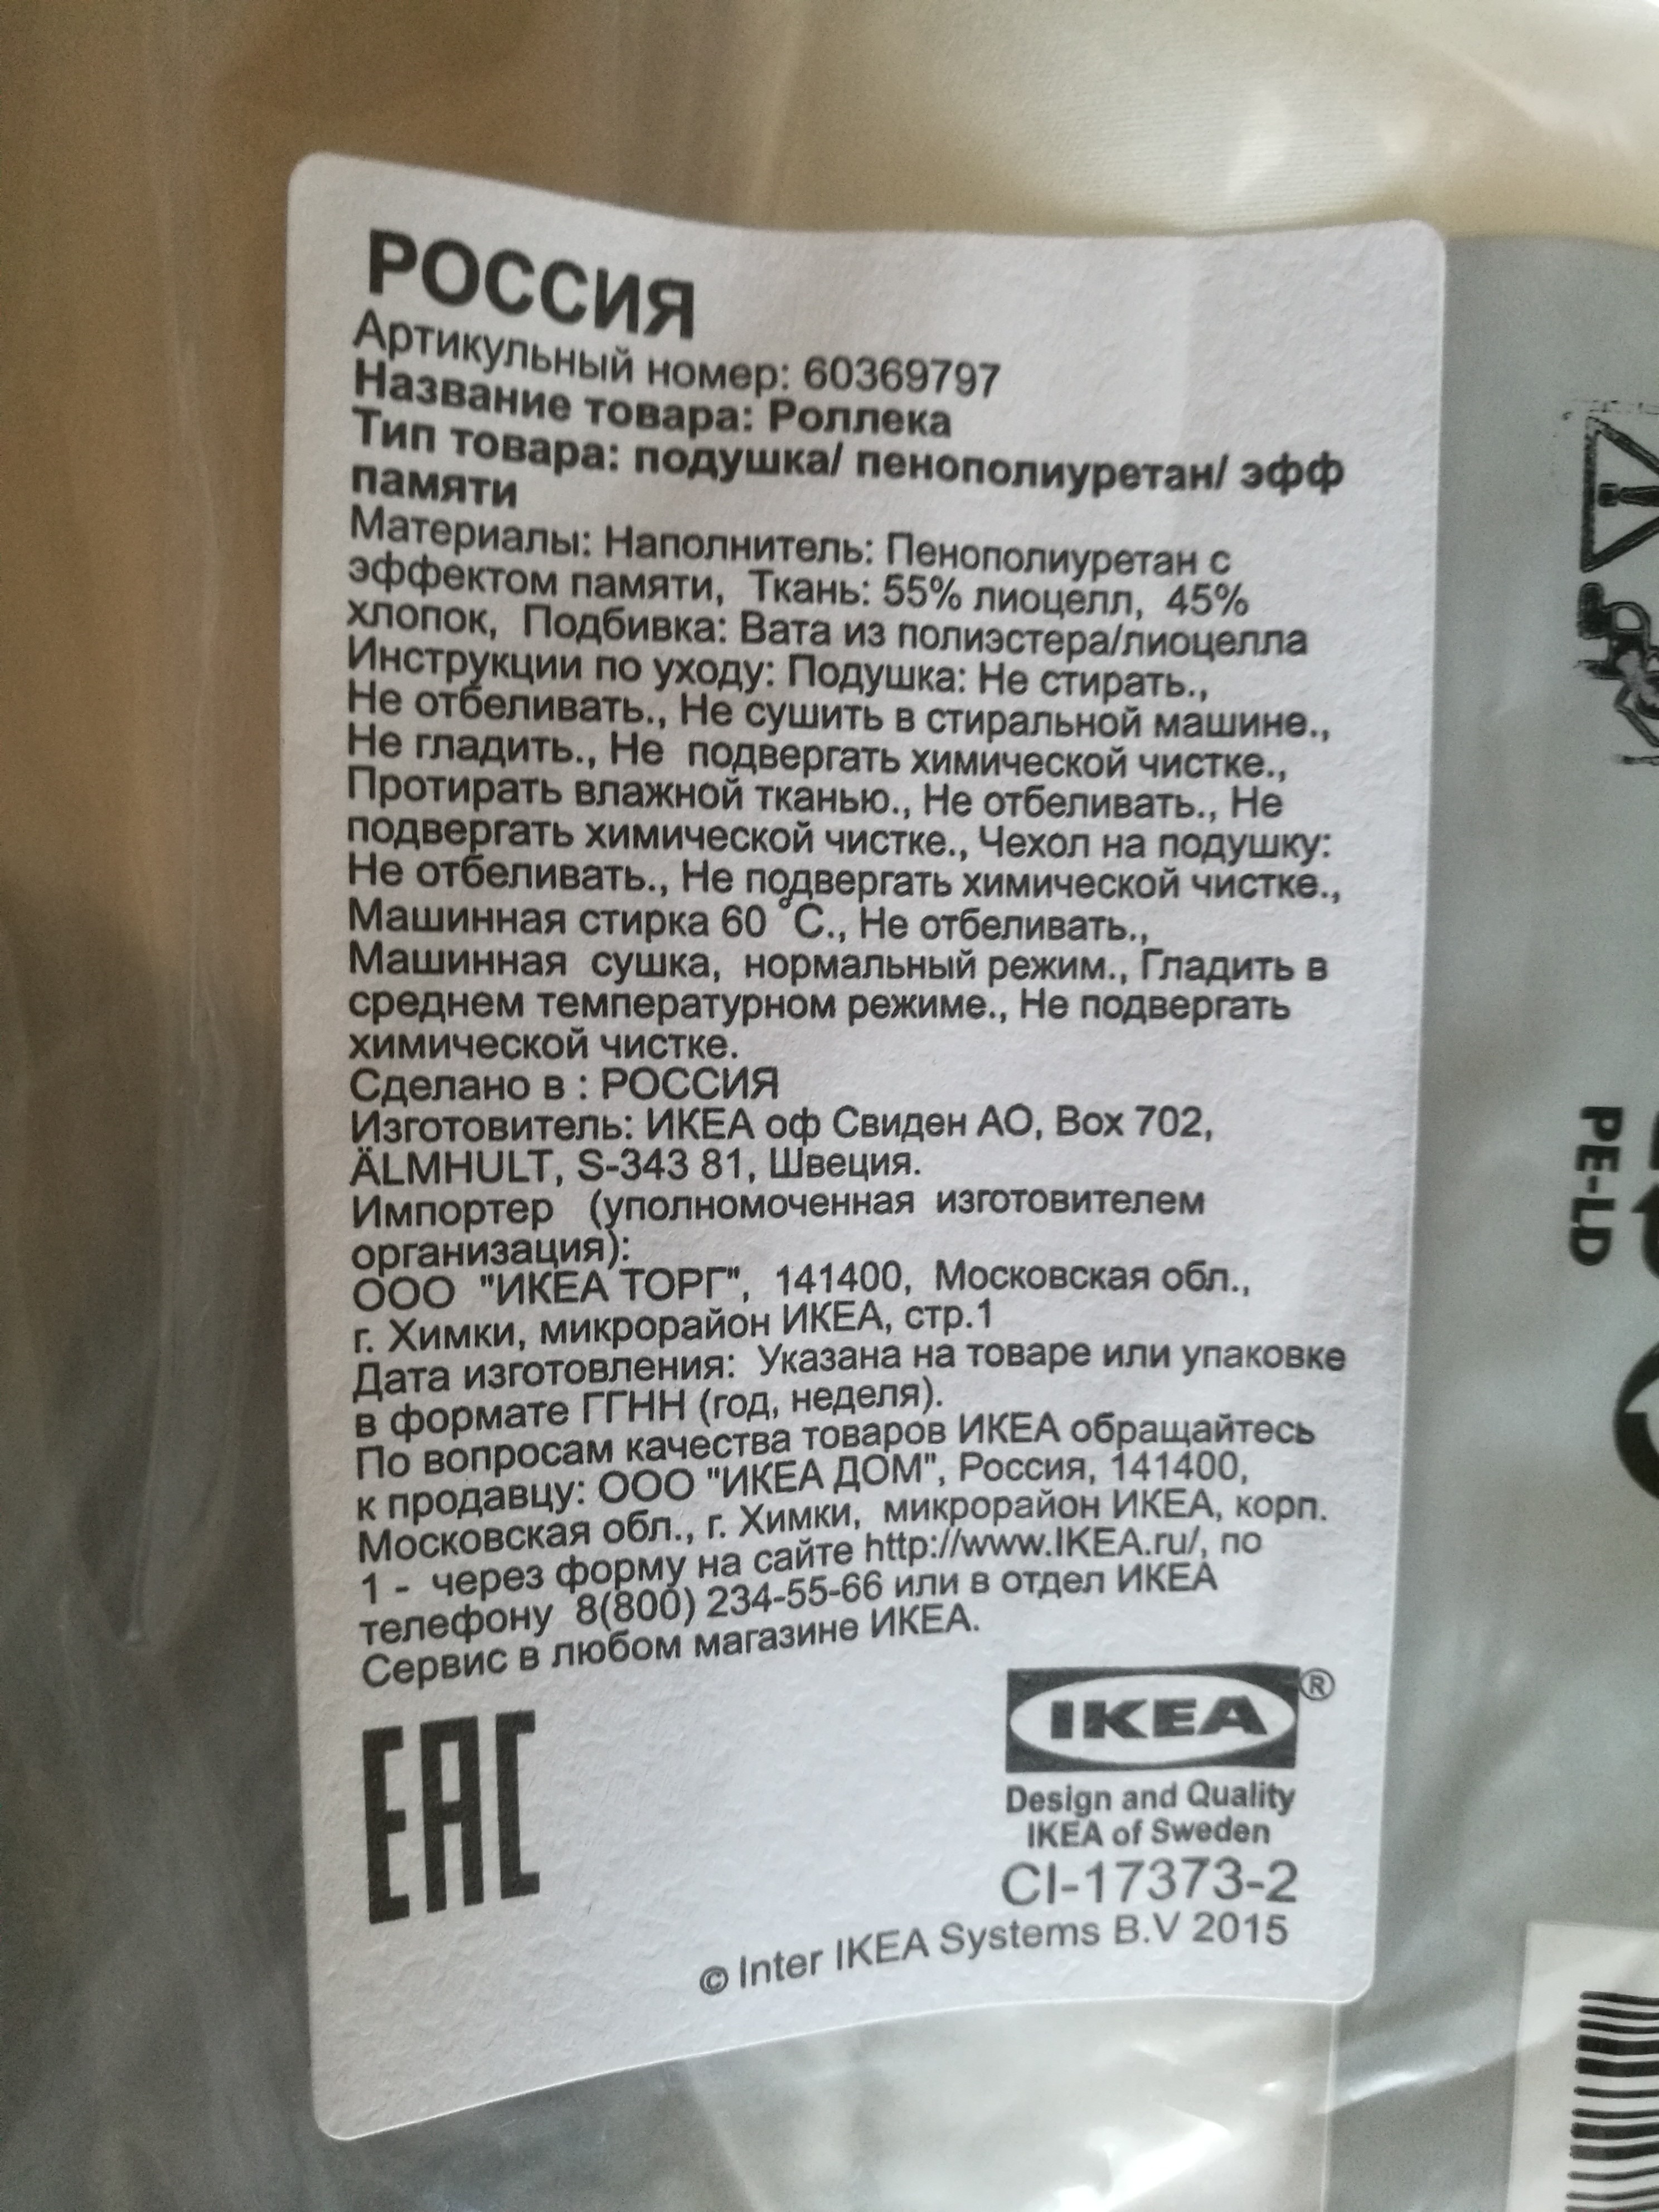 РОССИЯ
Артикульный номер: 60369797
Название товара: Роллека
Тип товара: подушка/ пенополиуретан/ эфф
памяти
Материалы: Наполнитель: Пенополиуретан с
эффектом памяти, Ткань: 55% лиоцелл, 45%
хлопок, Подбивка: Вата из полиэстера/лиоцелла
Инструкции по уходу: Подушка: Не стирать.,
Не отбеливать., Не сушить в стиральной машине.,
Не гладить., Не подвергать химической чистке.,
Протирать влажной тканью., Не отбеливать., Не
подвергать химической чистке., Чехол на подушку:
Не отбеливать., Не подвергать химической чистке.,
Машинная стирка 60 °С., Не отбеливать.,
Машинная сушка, нормальный режим., Гладить в
среднем температурном режиме., Не подвергать
химической чистке.
Сделано в : РОССИЯ
Изготовитель: ИКЕА оф Свиден АО, Box 702,
ÄLMHULT, S-343 81, Швеция.
Импортер (уполномоченная изготовителем
организация):
ООО "ИКЕА ТОРГ", 141400, Московская обл.,
г. Химки, микрорайон ИКЕА, стр.1
Дата изготовления: Указана на товаре или упаковке
в формате ГГНН (год, неделя).
По вопросам качества товаров ИКЕА обращайтесь
к продавцу: ООО "ИКЕА ДОМ", Россия, 141400,
Московская обл., г. Химки, микрорайон ИКЕА, корп.
1 - через форму на сайте http://www.IKEA.ru/, по
телефону 8(800) 234-55-66 или в отдел ИКЕА
Сервис в любом магазине ИКЕА.
EAC
IKEA®
Design and Quality
IKEA of Sweden
CI-17373-2
© Inter IKEA Systems B.V 2015
PE-LD